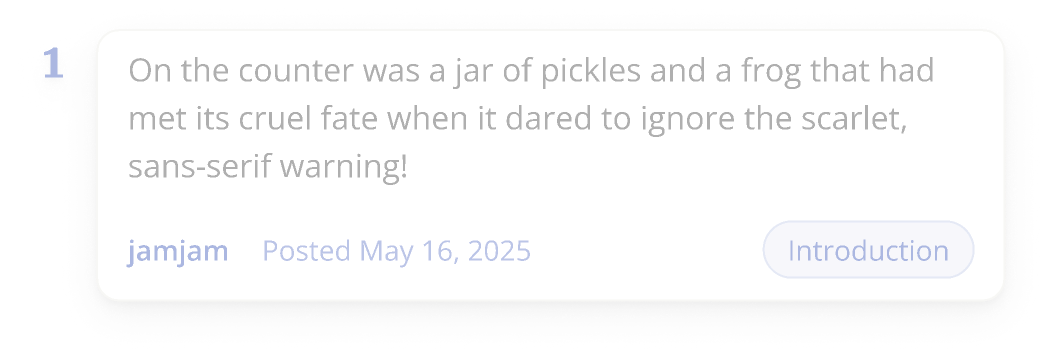 1
On the counter was a jar of pickles and a frog that had
met its cruel fate when it dared to ignore the scarlet,
sans-serif warning!
jamjam Posted May 16, 2025 Introduction